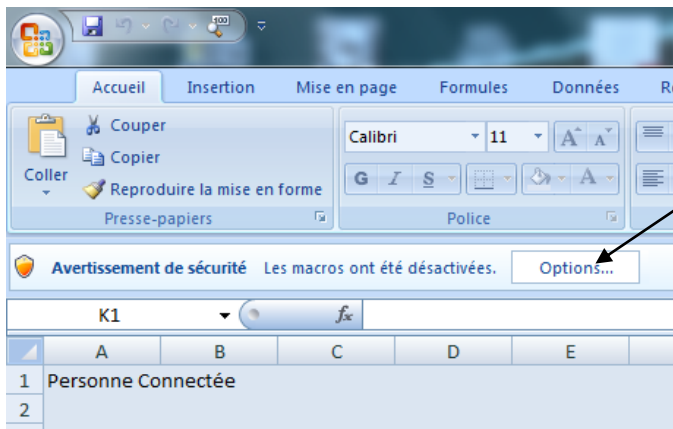 100
Accueil Insertion Mise en page Formules Données R
Couper
Copier
Coller
Reproduire la mise en forme
Calibri 11 A A
G I S A
Presse-papiers Police
Avertissement de sécurité Les macros ont été désactivées. Options...
K1 fx
A B C D E
1 Personne Connectée
2